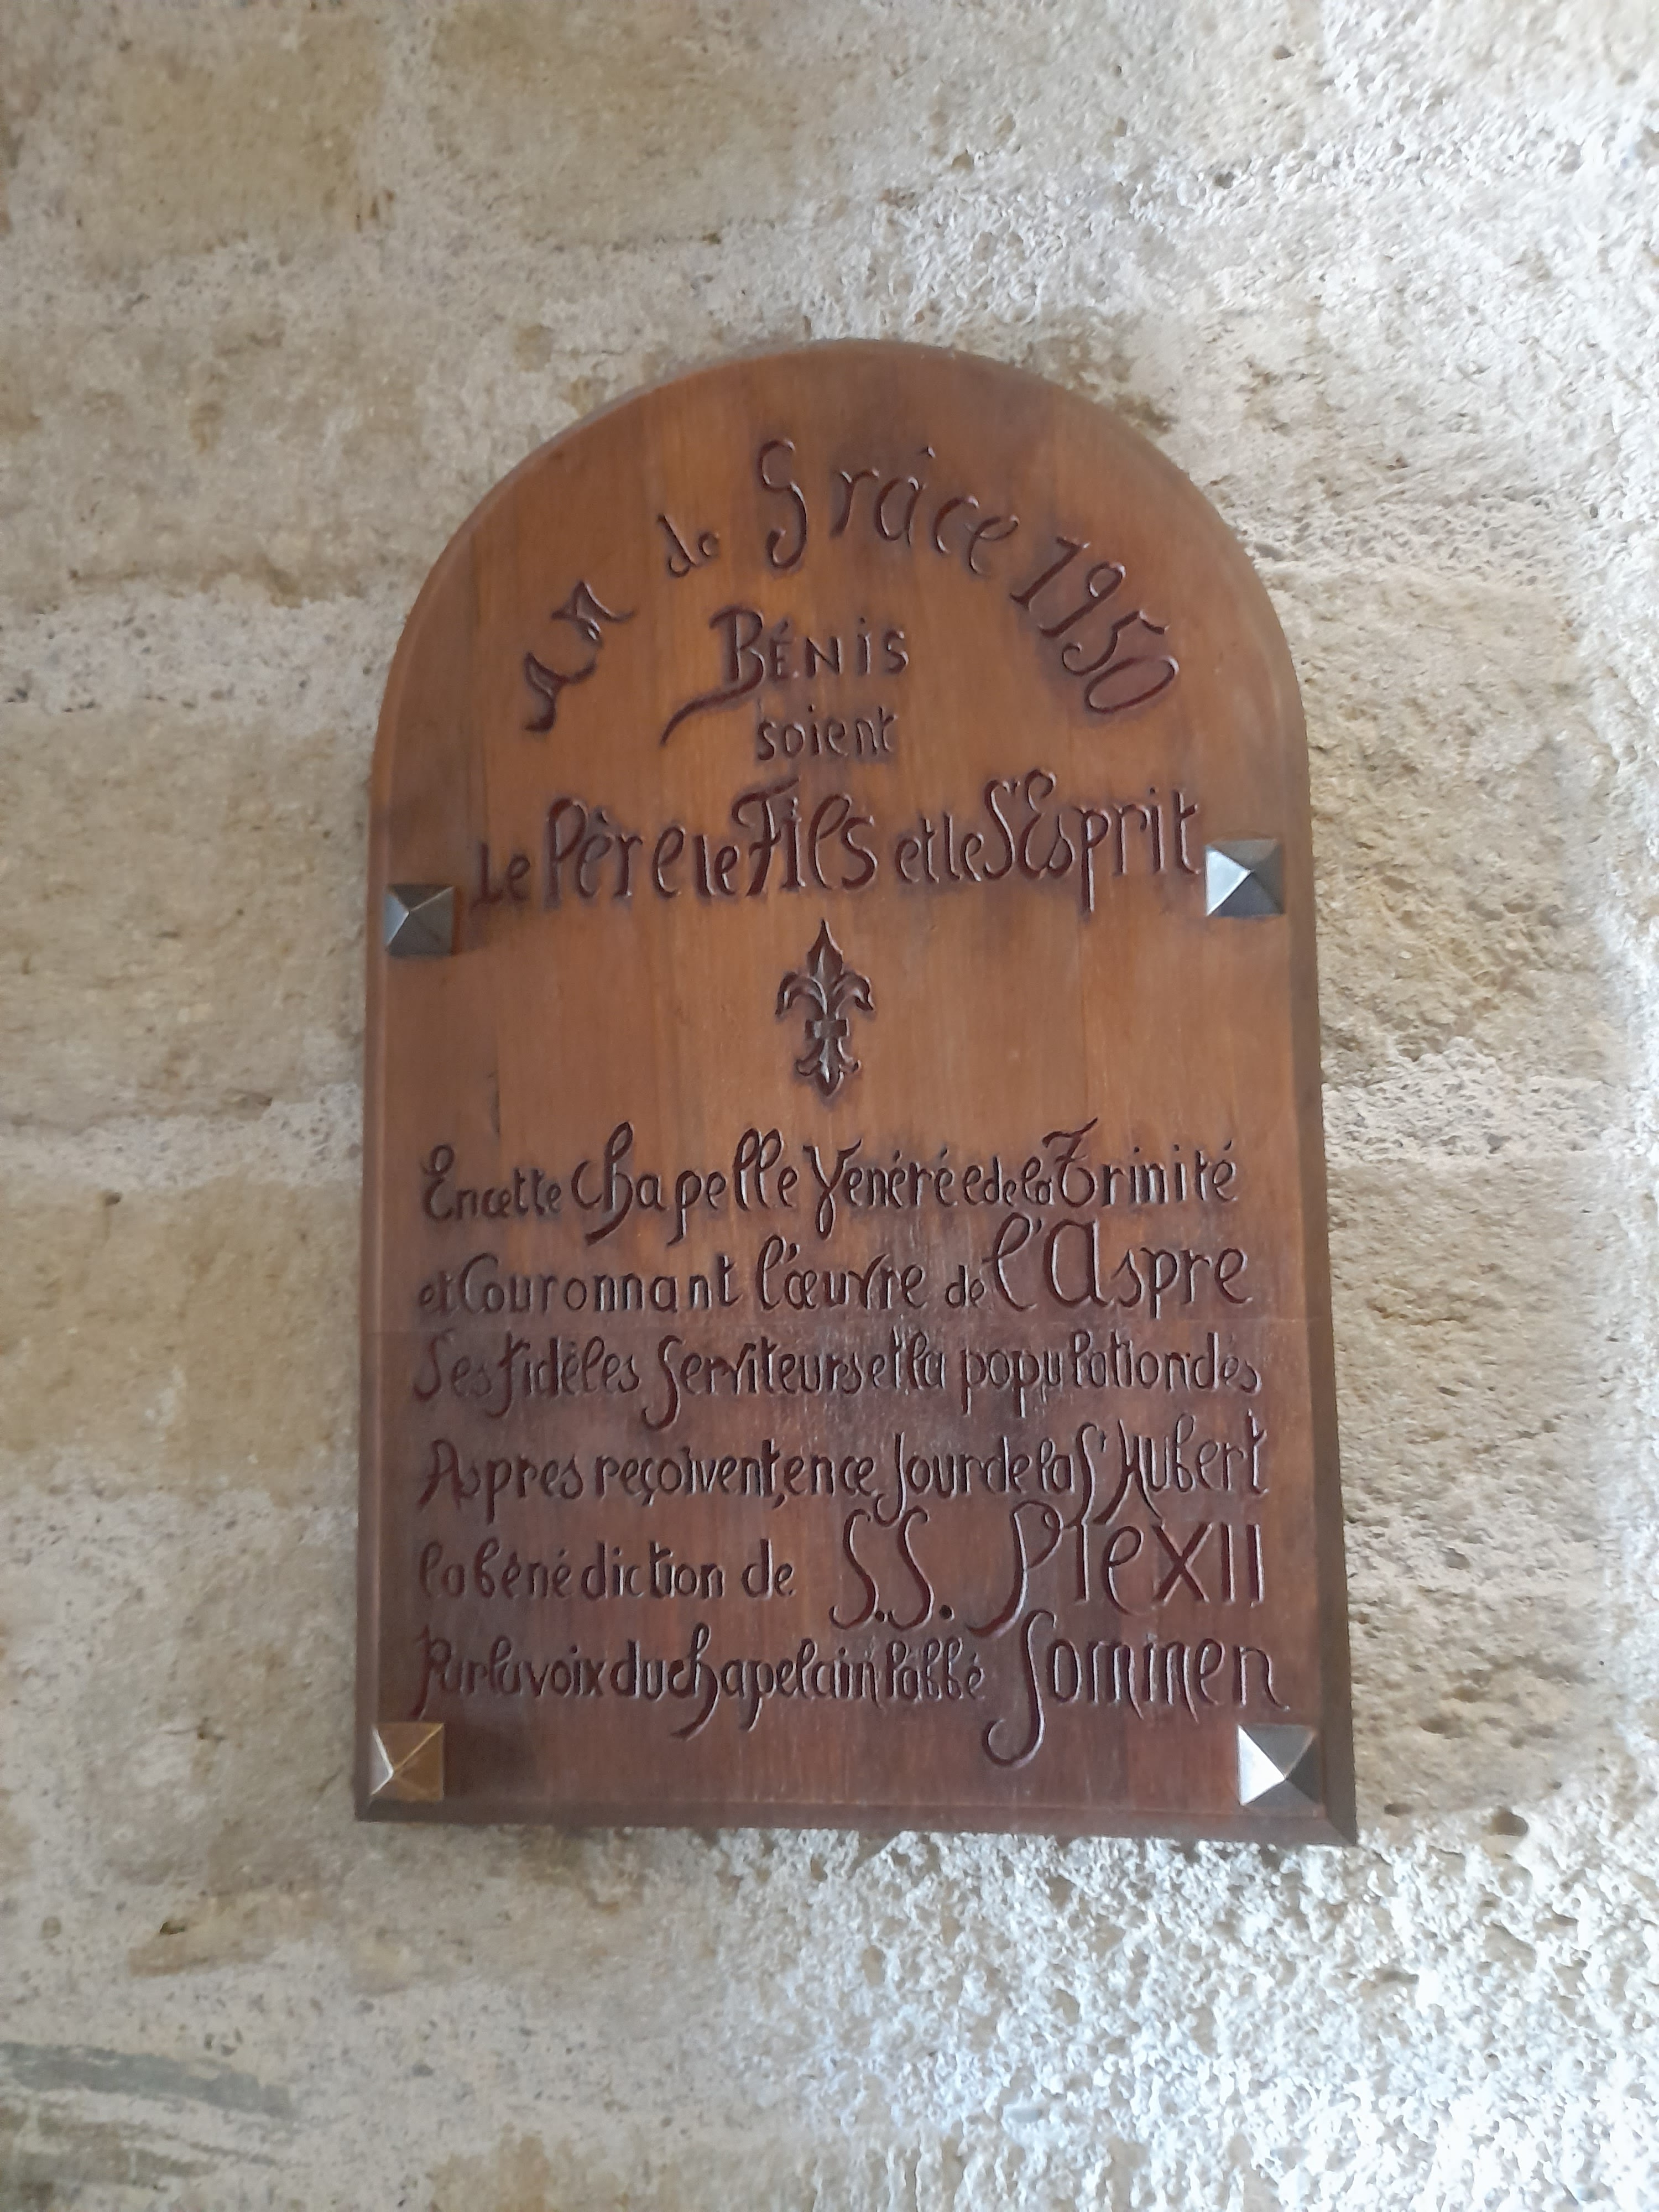 An de Grâce 1950
BÉNIS
soient
Le Père le Fils et le St Esprit
En cette Chapelle Vénérée de la Trinité
et Couronnant l'œuvre de l'Aspre
Ses fidèles Serviteurs et la population des
Aspres reçoivent, en ce Jour de la St Hubert
la bénédiction de S.S. PIe XII
Par la voix du chapelain l'abbé Sommen